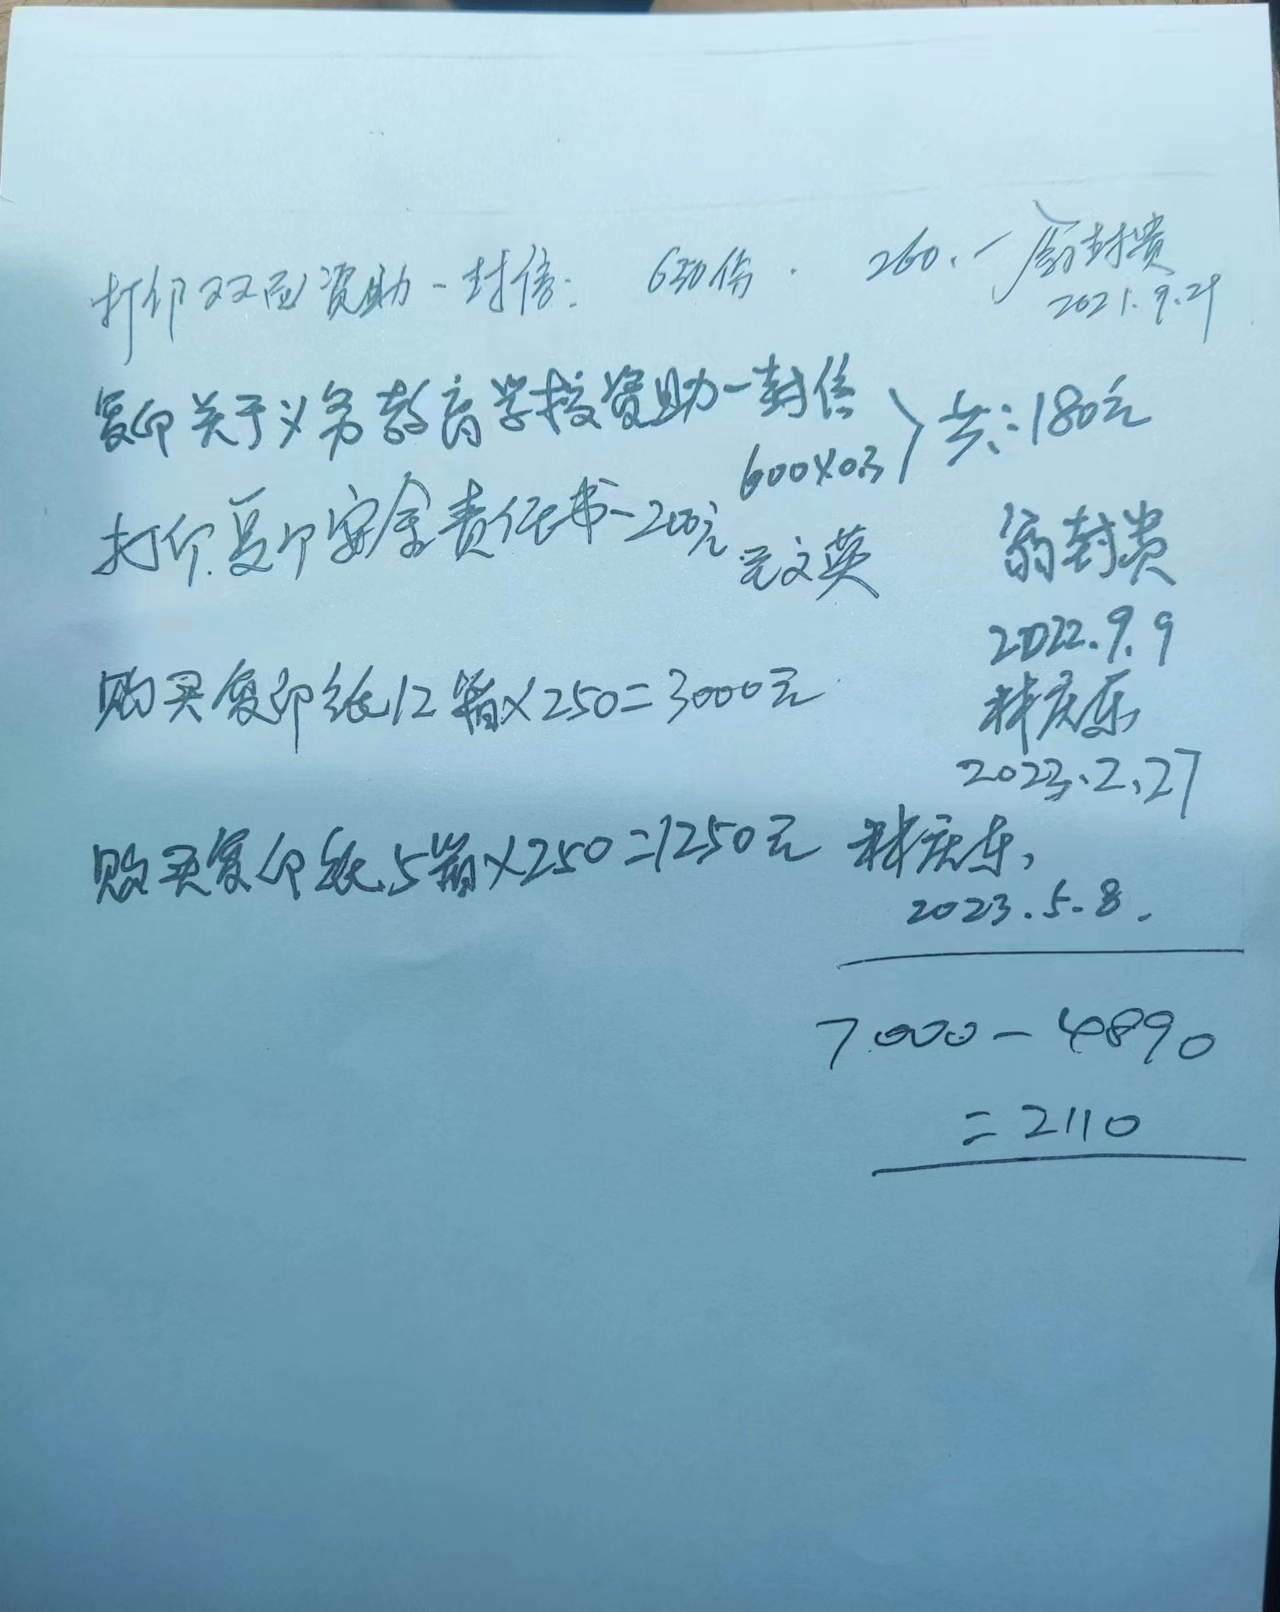 打印双应资助一封信: 650份. 260.- 翁封贵
2021.9.29
复印关于义务教育学校资助一封信
600×0.3 共:180元
打印.复印安全责任书-200元 文英
翁封贵
2022.9.9
购买复印纸12箱×250=3000元
林庆东
2023.2.27
购买复印纸5箱×250=1250元 林庆东,
2023.5.8.
7000-4890
=2110